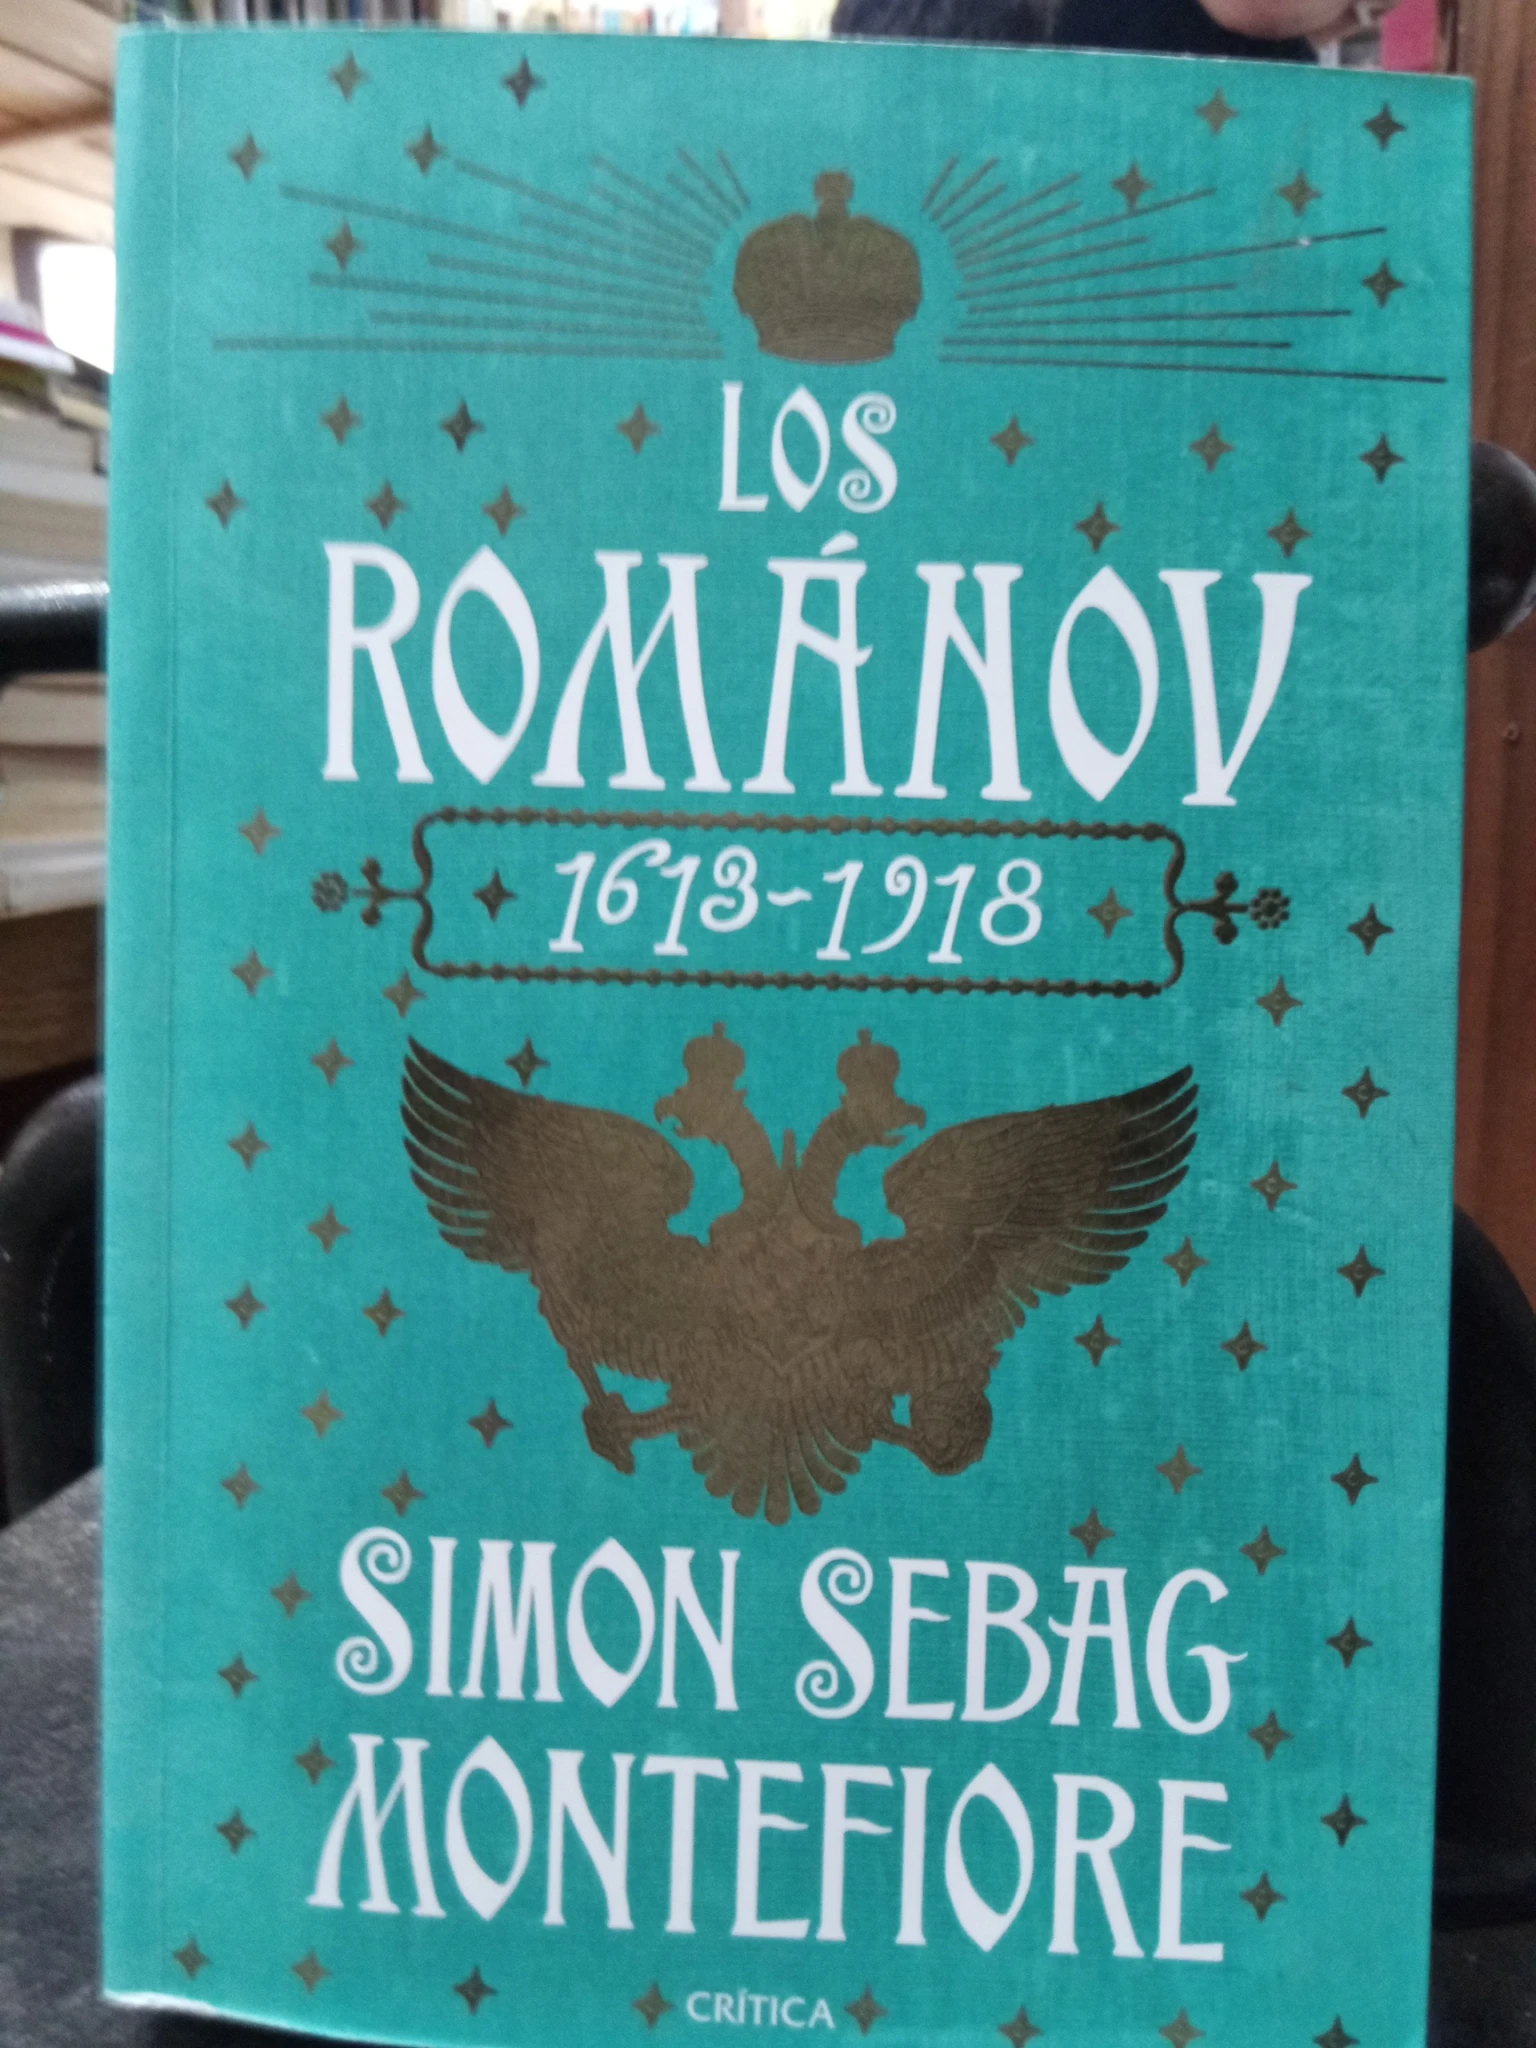 LOS
ROMÁNOV
1613-1918
SIMON SEBAG
MONTEFIORE
CRÍTICA